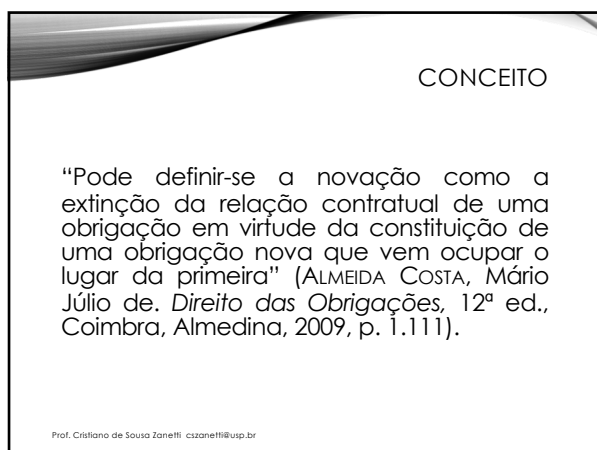 CONCEITO
“Pode definir-se a novação como a
extinção da relação contratual de uma
obrigação em virtude da constituição de
uma obrigação nova que vem ocupar o
lugar da primeira” (ALMEIDA COSTA, Mário
Júlio de. Direito das Obrigações, 12ª ed.,
Coimbra, Almedina, 2009, p. 1.111).
Prof. Cristiano de Sousa Zanetti cszanetti@usp.br